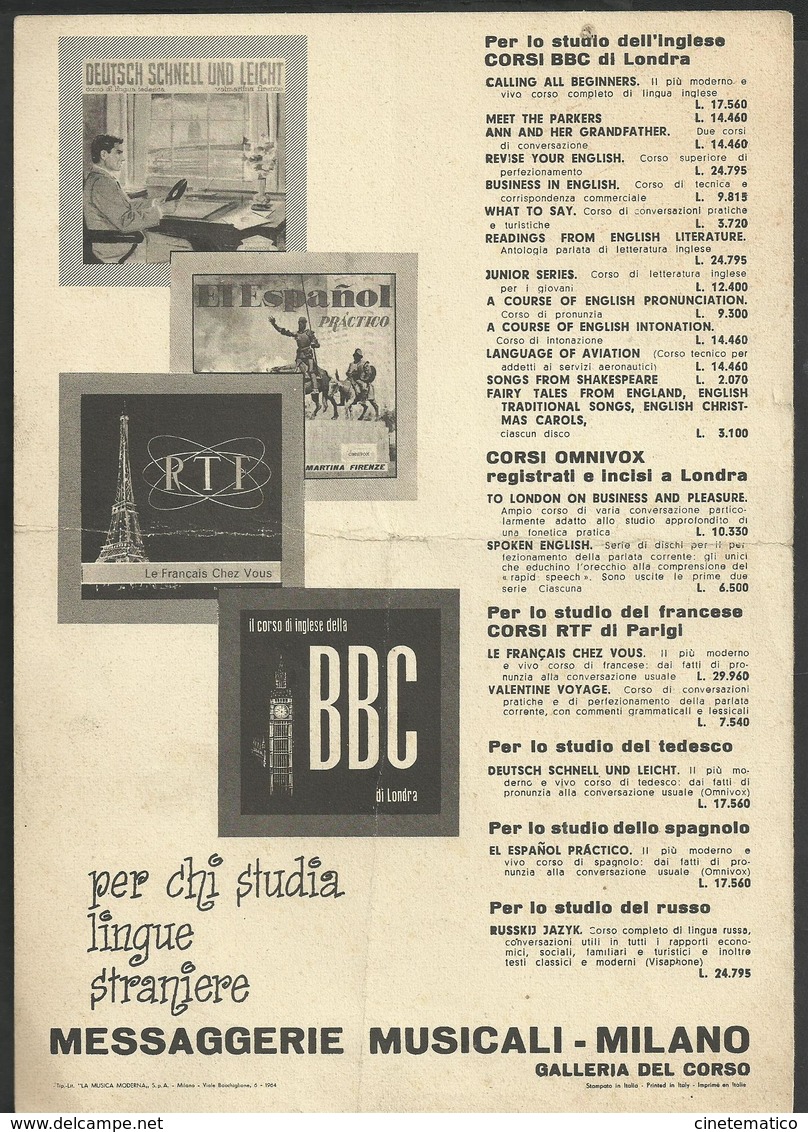 DEUTSCH SCHNELL UND LEICHT
corso di lingua tedesca valmartina firenze
El Español
PRÁCTICO
OMNIVOX
MARTINA FIRENZE
RTF
Le Français Chez Vous
il corso di inglese della
BBC
di Londra
per chi studia
lingue
straniere
Per lo studio dell'inglese
CORSI BBC di Londra
CALLING ALL BEGINNERS. Il più moderno e
vivo corso completo di lingua inglese
L. 17.560
MEET THE PARKERS L. 14.460
ANN AND HER GRANDFATHER. Due corsi
di conversazione L. 14.460
REVISE YOUR ENGLISH. Corso superiore di
perfezionamento L. 24.795
BUSINESS IN ENGLISH. Corso di tecnica e
corrispondenza commerciale L. 9.815
WHAT TO SAY. Corso di conversazioni pratiche
e turistiche L. 3.720
READINGS FROM ENGLISH LITERATURE.
Antologia parlata di letteratura inglese
L. 24.795
JUNIOR SERIES. Corso di letteratura inglese
per i giovani L. 12.400
A COURSE OF ENGLISH PRONUNCIATION.
Corso di pronunzia L. 9.300
A COURSE OF ENGLISH INTONATION.
Corso di intonazione L. 14.460
LANGUAGE OF AVIATION (Corso tecnico per
addetti ai servizi aeronautici) L. 14.460
SONGS FROM SHAKESPEARE L. 2.070
FAIRY TALES FROM ENGLAND, ENGLISH
TRADITIONAL SONGS, ENGLISH CHRIST-
MAS CAROLS,
ciascun disco L. 3.100
CORSI OMNIVOX
registrati e incisi a Londra
TO LONDON ON BUSINESS AND PLEASURE.
Ampio corso di varia conversazione partico-
larmente adatto allo studio approfondito di
una fonetica pratica L. 10.330
SPOKEN ENGLISH. Serie di dischi per il per-
fezionamento della parlata corrente: gli unici
che educhino l'orecchio alla comprensione del
«rapid speech». Sono uscite le prime due
serie Ciascuna L. 6.500
Per lo studio del francese
CORSI RTF di Parigi
LE FRANÇAIS CHEZ VOUS. Il più moderno
e vivo corso di francese: dai fatti di pro-
nunzia alla conversazione usuale L. 29.960
VALENTINE VOYAGE. Corso di conversazioni
pratiche e di perfezionamento della parlata
corrente, con commenti grammaticali e lessicali
L. 7.540
Per lo studio del tedesco
DEUTSCH SCHNELL UND LEICHT. Il più mo-
derno e vivo corso di tedesco: dai fatti di
pronunzia alla conversazione usuale (Omnivox)
L. 17.560
Per lo studio dello spagnolo
EL ESPAÑOL PRÁCTICO. Il più moderno e
vivo corso di spagnolo: dai fatti di pro-
nunzia alla conversazione usuale (Omnivox)
L. 17.560
Per lo studio del russo
RUSSKIJ JAZYK. Corso completo di lingua russa,
conversazioni utili in tutti i rapporti econo-
mici, sociali, familiari e turistici e inoltre
testi classici e moderni (Visaphone)
L. 24.795
MESSAGGERIE MUSICALI - MILANO
GALLERIA DEL CORSO
Tip.-Lit. "LA MUSICA MODERNA„ S.p.A. - Milano - Viale Bacchiglione, 6 - 1964
Stampato in Italia - Printed in Italy - Imprimé en Italie
cinetematico